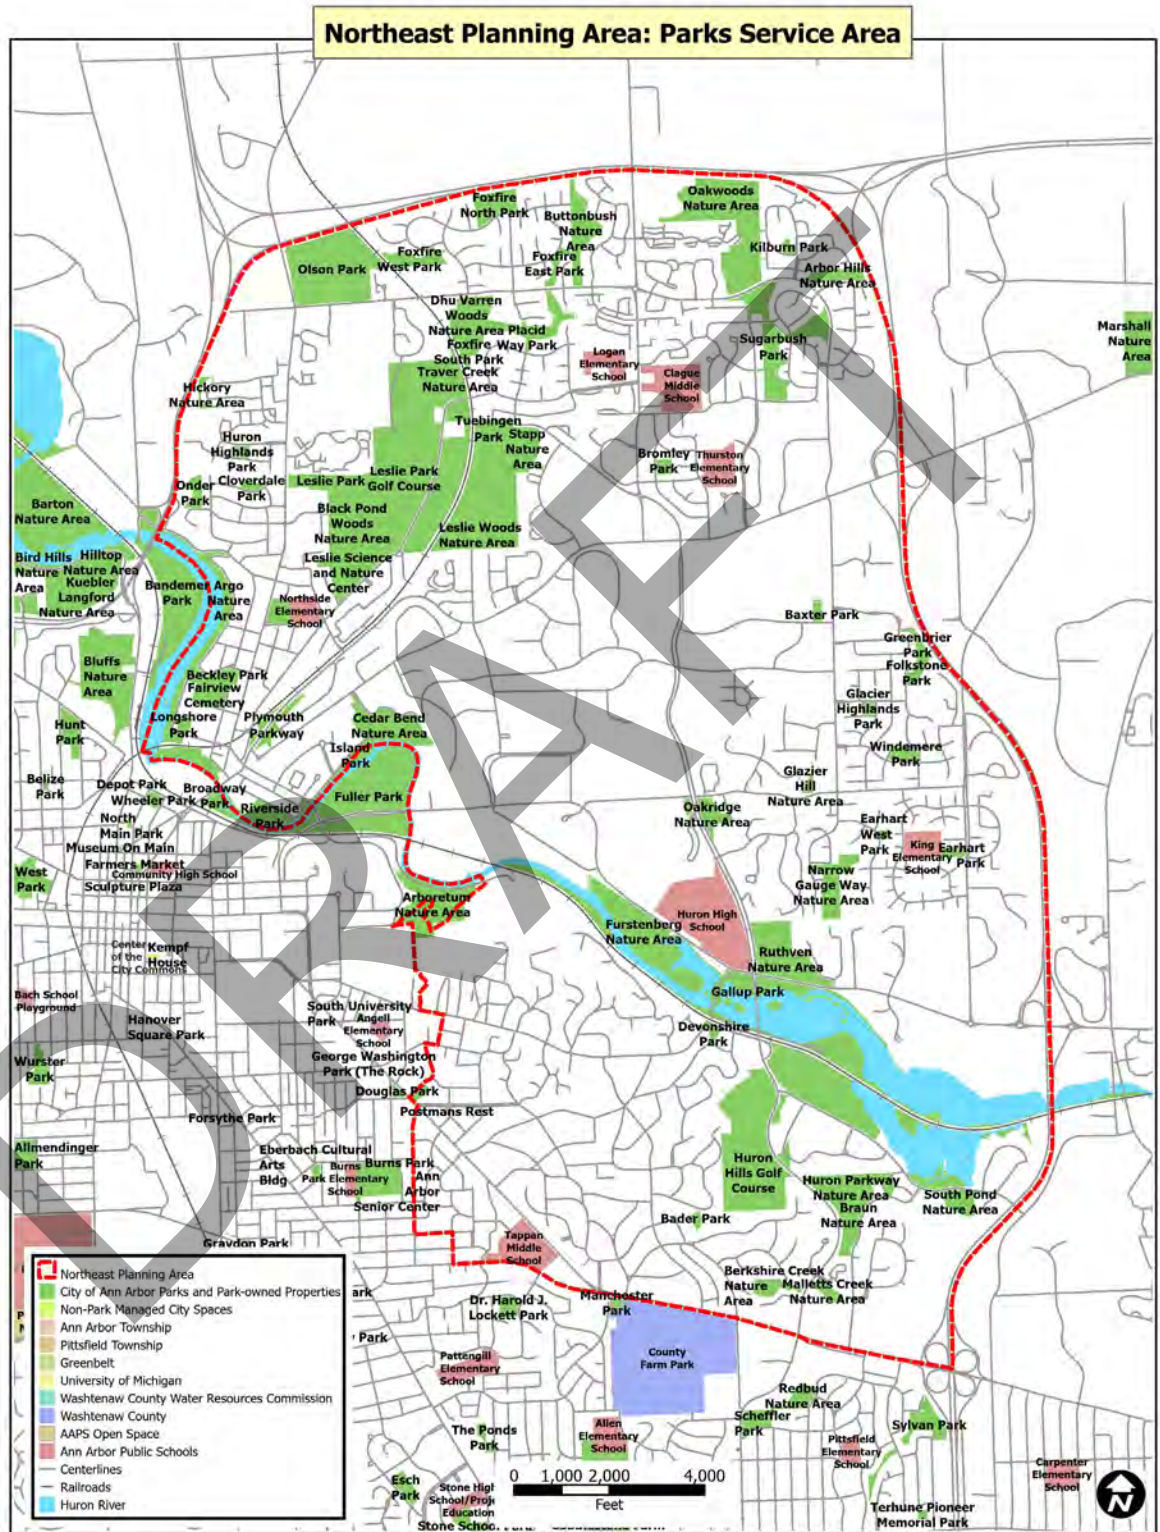 Northeast Planning Area: Parks Service Area
Foxfire
North Park
Oakwoods
Nature Area
Buttonbush
Nature
Area
Kilburn Park
Olson Park
Foxfire
West Park
Foxfire
East Park
Arbor Hills
Nature Area
Dhu Varren
Woods
Nature Area
Placid
Way Park
Foxfire
South Park
Sugarbush
Park
Marshall
Nature
Area
Logan
Elementary
School
Clague
Middle
School
Traver Creek
Nature Area
Hickory
Nature Area
Tuebingen
Park
Stapp
Nature
Area
Huron
Highlands
Park
Bromley
Park
Thurston
Elementary
School
Onder
Park
Cloverdale
Park
Leslie Park
Leslie Park
Golf Course
Barton
Nature Area
Black Pond
Woods
Nature Area
Leslie Woods
Nature Area
Bird Hills
Nature
Area
Hilltop
Nature Area
Kuebler
Langford
Nature Area
Bandemer
Park
Argo
Nature
Area
Leslie Science
and Nature
Center
Northside
Elementary
School
Baxter Park
Greenbrier
Park
Folkstone
Park
Bluffs
Nature
Area
Beckley Park
Fairview
Cemetery
Glacier
Highlands
Park
Hunt
Park
Longshore
Park
Plymouth
Parkway
Cedar Bend
Nature Area
Island
Park
Windemere
Park
Belize
Park
Depot Park
Wheeler Park
Broadway
Park
Riverside
Park
Fuller Park
Glazier
Hill
Nature Area
Oakridge
Nature Area
North
Main Park
Museum On Main
Farmers Market
Community High School
Sculpture Plaza
Earhart
West
Park
King
Elementary
School
Earhart
Park
West
Park
Narrow
Gauge Way
Nature Area
Arboretum
Nature Area
Huron High
School
Furstenberg
Nature Area
Ruthven
Nature Area
Center
of the
City Commons
Kempf
House
Gallup Park
Bach School
Playground
Hanover
Square Park
South University
Park
Angell
Elementary
School
Devonshire
Park
George Washington
Park (The Rock)
Wurster
Park
Douglas Park
Postmans Rest
Forsythe Park
Allmendinger
Park
Eberbach Cultural
Arts
Bldg
Burns
Park Elementary
School
Burns Park
Ann
Arbor
Senior Center
Huron
Hills Golf
Course
Huron Parkway
Nature Area
Braun
Nature Area
South Pond
Nature Area
Bader Park
Graydon Park
Tappan
Middle
School
Berkshire Creek
Nature
Area
Malletts Creek
Nature Area
Dr. Harold J.
Lockett Park
Manchester
Park
ark
Park
County
Farm Park
Pattengill
Elementary
School
Redbud
Nature Area
Scheffler
Park
Sylvan Park
The Ponds
Park
Allen
Elementary
School
Pittsfield
Elementary
School
Carpenter
Elementary
School
Esch
Park
Stone High
School/Proje
Education
Terhune Pioneer
Memorial Park
Northeast Planning Area
City of Ann Arbor Parks and Park-owned Properties
Non-Park Managed City Spaces
Ann Arbor Township
Pittsfield Township
Greenbelt
University of Michigan
Washtenaw County Water Resources Commission
Washtenaw County
AAPS Open Space
Ann Arbor Public Schools
Centerlines
Railroads
Huron River
0 1,000 2,000 4,000
Feet
N
DRAFT